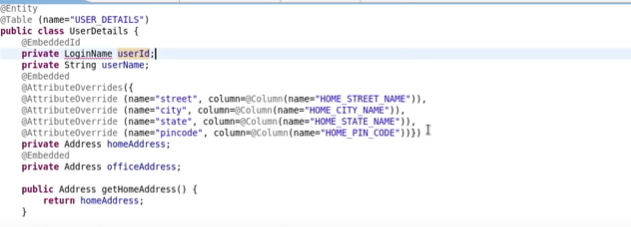 @Entity
@Table (name="USER_DETAILS")
public class UserDetails {
@EmbeddedId
private LoginName userId;
private String userName;
@Embedded
@AttributeOverrides({
@AttributeOverride (name="street", column=@Column(name="HOME_STREET_NAME")),
@AttributeOverride (name="city", column=@Column(name="HOME_CITY_NAME")),
@AttributeOverride (name="state", column=@Column(name="HOME_STATE_NAME")),
@AttributeOverride (name="pincode", column=@Column(name="HOME_PIN_CODE"))})
private Address homeAddress;
@Embedded
private Address officeAddress;
public Address getHomeAddress() {
return homeAddress;
}